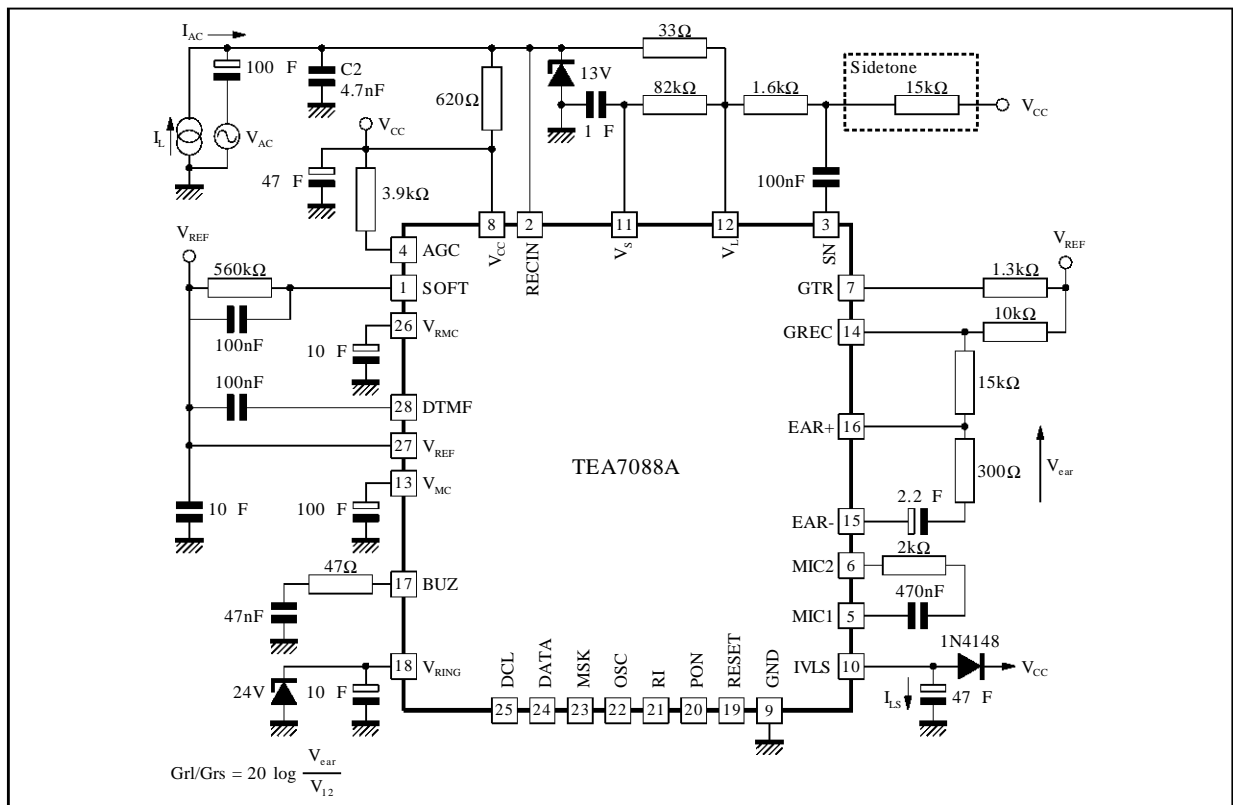 I_AC
100 F
C2
4.7nF
620Ω
13V
1 F
33Ω
82kΩ
1.6kΩ
Sidetone
15kΩ
V_CC
I_L
V_AC
V_CC
47 F
3.9kΩ
100nF
8
2
11
12
3
V_CC
RECIN
V_S
V_L
SN
V_REF
560kΩ
100nF
4 AGC
1 SOFT
26 V_RMC
10 F
100nF
28 DTMF
27 V_REF
13 V_MC
10 F
100 F
47Ω
17 BUZ
47nF
18 V_RING
24V
10 F
TEA7088A
V_REF
GTR 7
1.3kΩ
GREC 14
10kΩ
15kΩ
EAR+ 16
300Ω
V_ear
2.2 F
EAR- 15
2kΩ
MIC2 6
470nF
MIC1 5
1N4148
IVLS 10
V_CC
I_LS
47 F
DCL
DATA
MSK
OSC
RI
PON
RESET
GND
25
24
23
22
21
20
19
9
Grl/Grs = 20 log V_ear
V_12